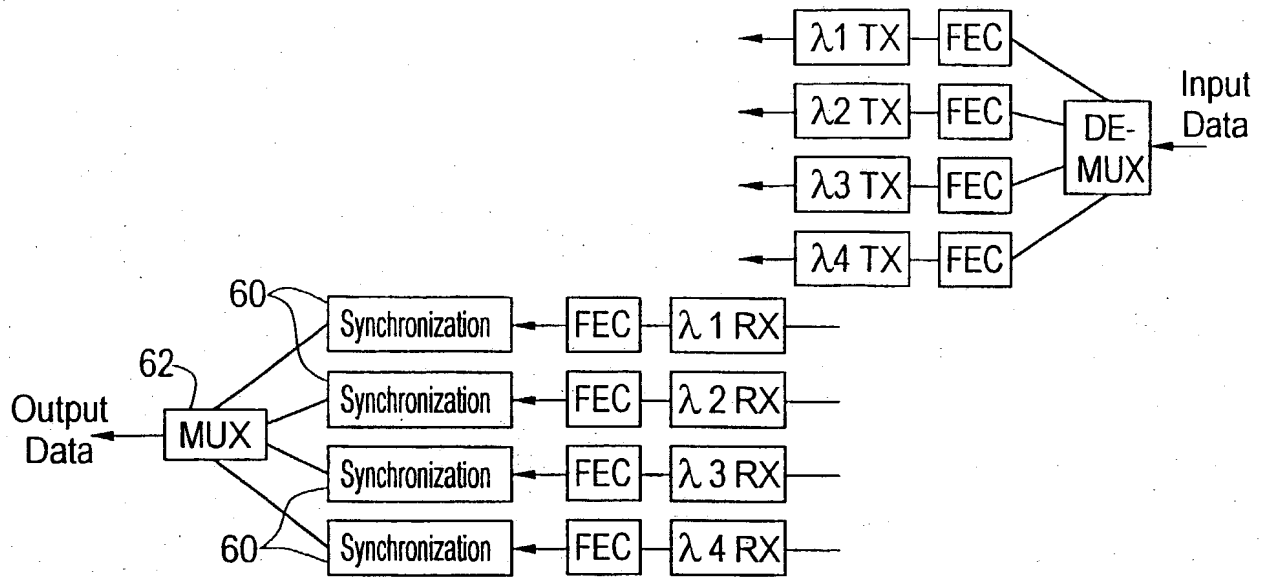 λ1 TX FEC
Input
Data
λ2 TX FEC
DE-
MUX
λ3 TX FEC
λ4 TX FEC
60
Synchronization FEC λ 1 RX
62
Synchronization FEC λ 2 RX
Output
Data
MUX
Synchronization FEC λ 3 RX
60
Synchronization FEC λ 4 RX